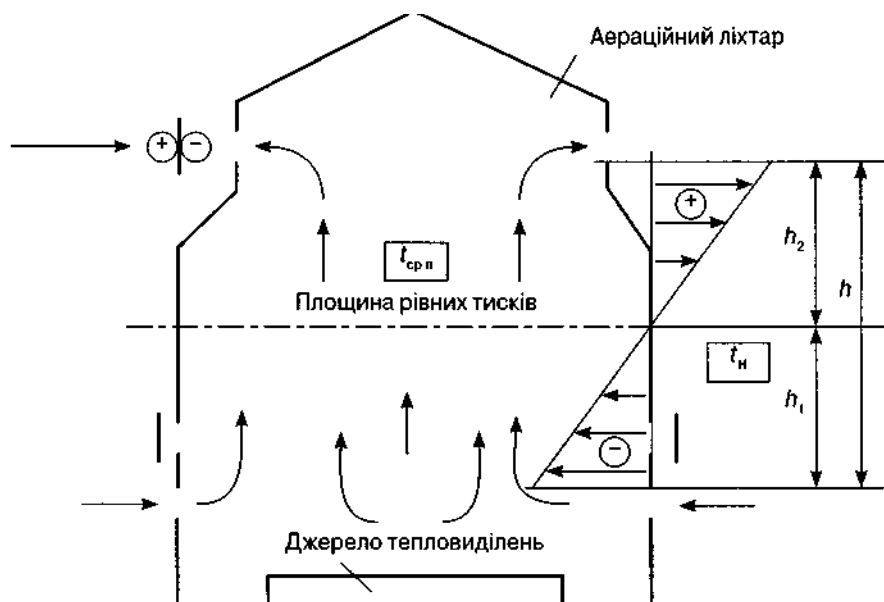 Аераційний ліхтар
+ −
+
h₂
h
tср п
Площина рівних тисків
tн
h₁
−
Джерело тепловиділень